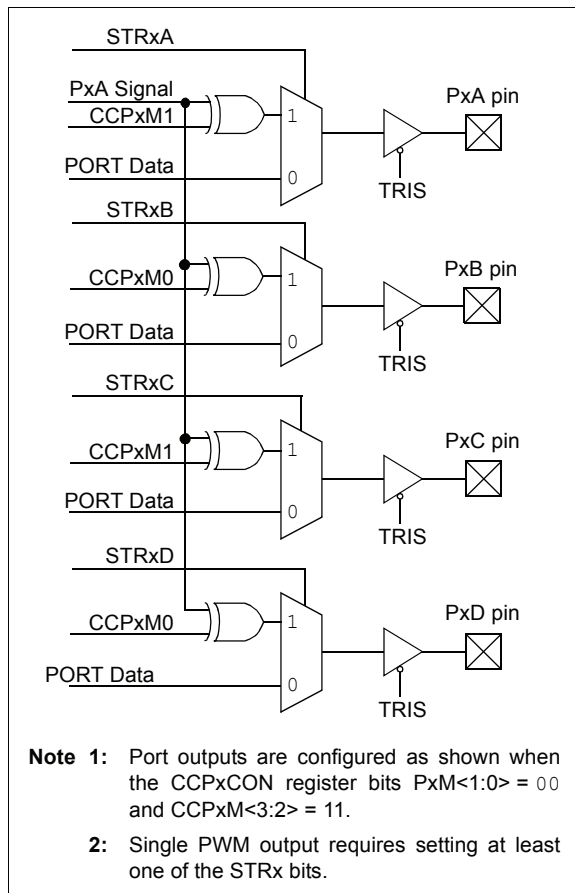 STRxA
PxA Signal
CCPxM1
1
PxA pin
PORT Data
0
TRIS
STRxB
CCPxM0
1
PxB pin
PORT Data
0
TRIS
STRxC
CCPxM1
1
PxC pin
PORT Data
0
TRIS
STRxD
CCPxM0
1
PxD pin
PORT Data
0
TRIS
Note 1: Port outputs are configured as shown when
the CCPxCON register bits PxM<1:0> = 00
and CCPxM<3:2> = 11.
2: Single PWM output requires setting at least
one of the STRx bits.